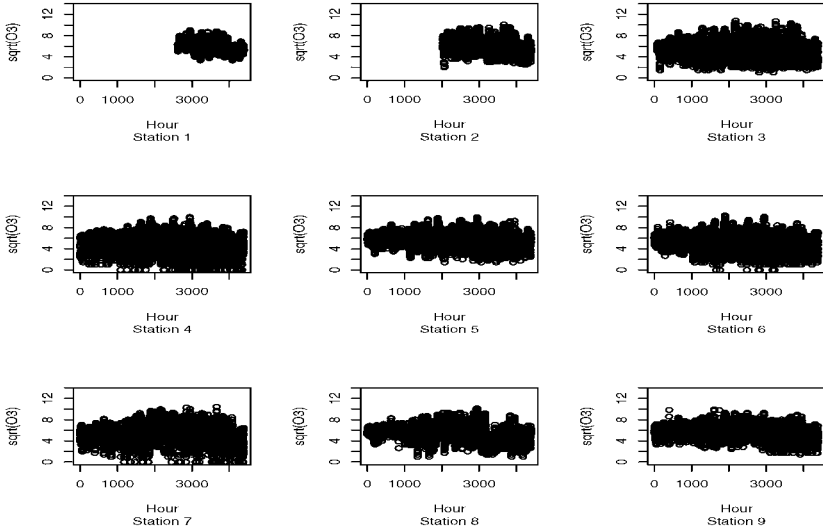 sqrt(O3)
0 4 8 12
0 1000 3000
Hour
Station 1
sqrt(O3)
0 4 8 12
0 1000 3000
Hour
Station 2
sqrt(O3)
0 4 8 12
0 1000 3000
Hour
Station 3
sqrt(O3)
0 4 8 12
0 1000 3000
Hour
Station 4
sqrt(O3)
0 4 8 12
0 1000 3000
Hour
Station 5
sqrt(O3)
0 4 8 12
0 1000 3000
Hour
Station 6
sqrt(O3)
0 4 8 12
0 1000 3000
Hour
Station 7
sqrt(O3)
0 4 8 12
0 1000 3000
Hour
Station 8
sqrt(O3)
0 4 8 12
0 1000 3000
Hour
Station 9